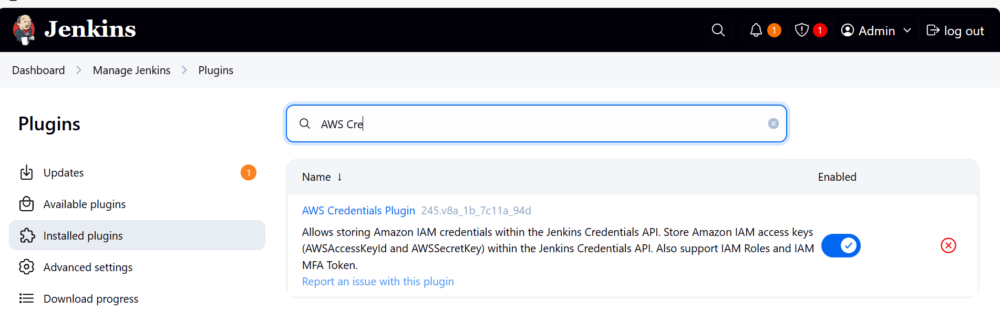 Jenkins
1
1
Admin
log out
Dashboard
Manage Jenkins
Plugins
Plugins
AWS Cre
Updates
1
Available plugins
Installed plugins
Advanced settings
Download progress
Name ↓
Enabled
AWS Credentials Plugin 245.v8a_1b_7c11a_94d
Allows storing Amazon IAM credentials within the Jenkins Credentials API. Store Amazon IAM access keys
(AWSAccessKeyId and AWSSecretKey) within the Jenkins Credentials API. Also support IAM Roles and IAM
MFA Token.
Report an issue with this plugin